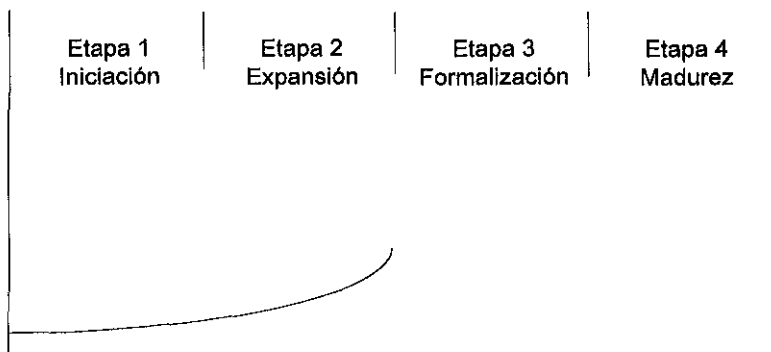 Etapa 1
Iniciación
Etapa 2
Expansión
Etapa 3
Formalización
Etapa 4
Madurez